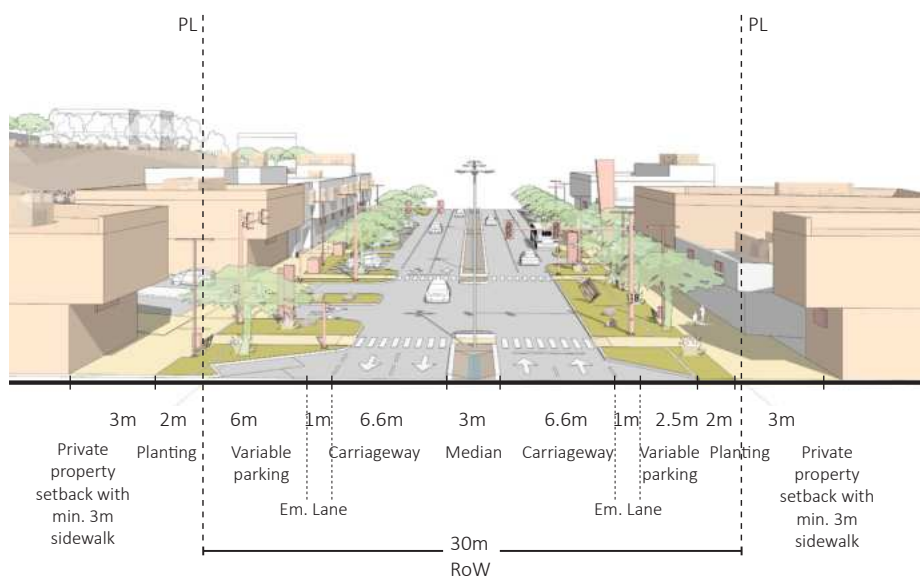 PL PL
3m 2m 6m 1m 6.6m 3m 6.6m 1m 2.5m 2m 3m
Private property setback with min. 3m sidewalk
Planting
Variable parking
Em. Lane
Carriageway
Median
Carriageway
Em. Lane
Variable parking
Planting
Private property setback with min. 3m sidewalk
30m
RoW